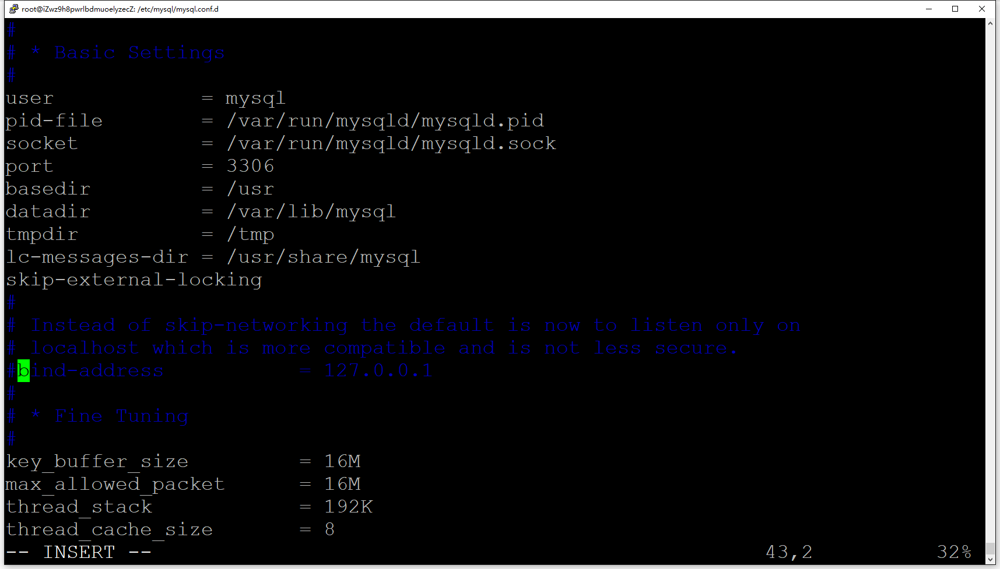 root@iZwz9h8pwrlbdmuoelyzecZ: /etc/mysql/mysql.conf.d
#
# * Basic Settings
#
user            = mysql
pid-file        = /var/run/mysqld/mysqld.pid
socket          = /var/run/mysqld/mysqld.sock
port            = 3306
basedir         = /usr
datadir         = /var/lib/mysql
tmpdir          = /tmp
lc-messages-dir = /usr/share/mysql
skip-external-locking
#
# Instead of skip-networking the default is now to listen only on
# localhost which is more compatible and is not less secure.
#bind-address           = 127.0.0.1
#
# * Fine Tuning
#
key_buffer_size         = 16M
max_allowed_packet      = 16M
thread_stack            = 192K
thread_cache_size       = 8
-- INSERT --                                                  43,2          32%